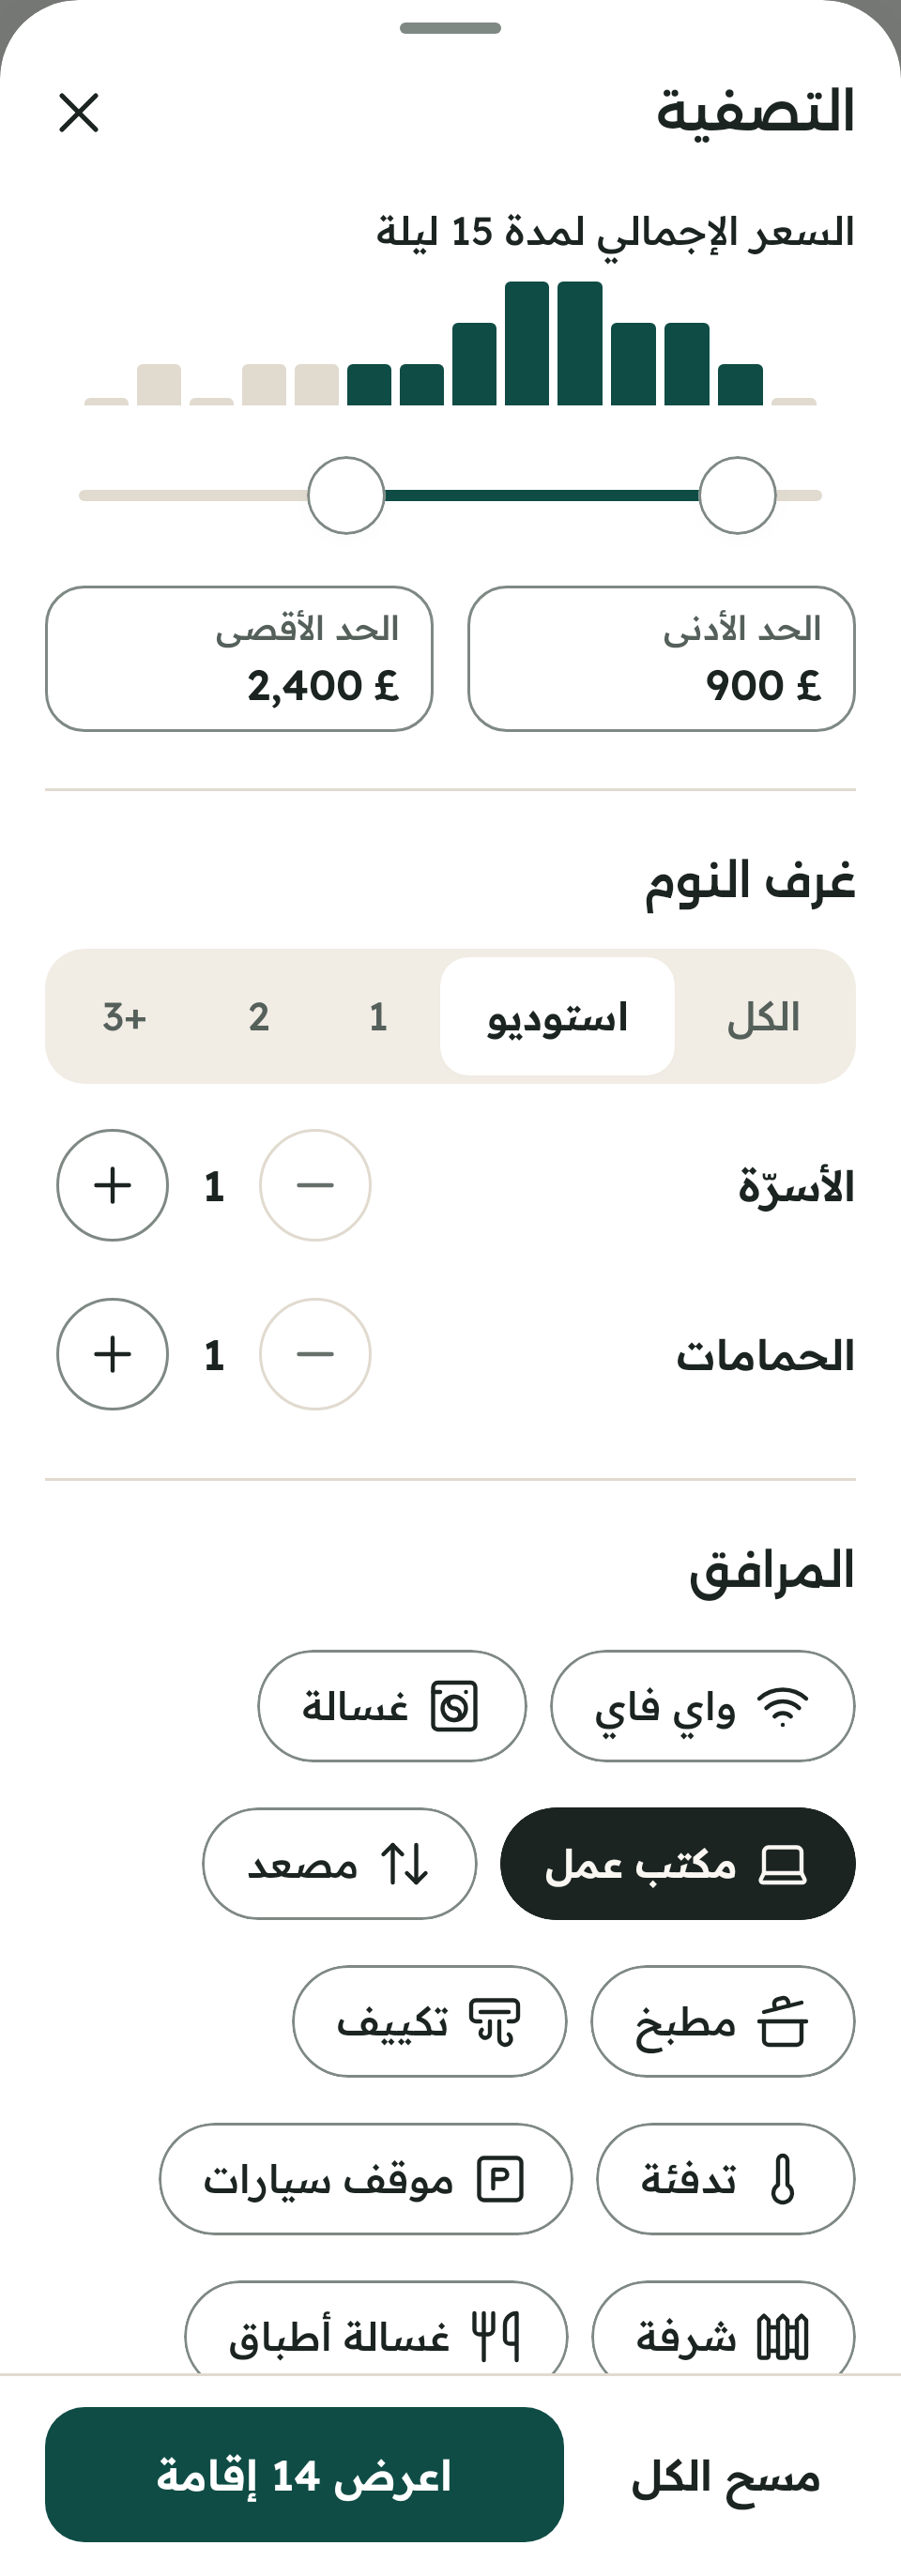 التصفية
السعر الإجمالي لمدة 15 ليلة
الحد الأدنى
£ 900
الحد الأقصى
£ 2,400
غرف النوم
الكل
استوديو
1
2
3+
الأسرّة
1
الحمامات
1
المرافق
واي فاي
غسالة
مكتب عمل
مصعد
مطبخ
تكييف
تدفئة
موقف سيارات
شرفة
غسالة أطباق
مسح الكل
اعرض 14 إقامة